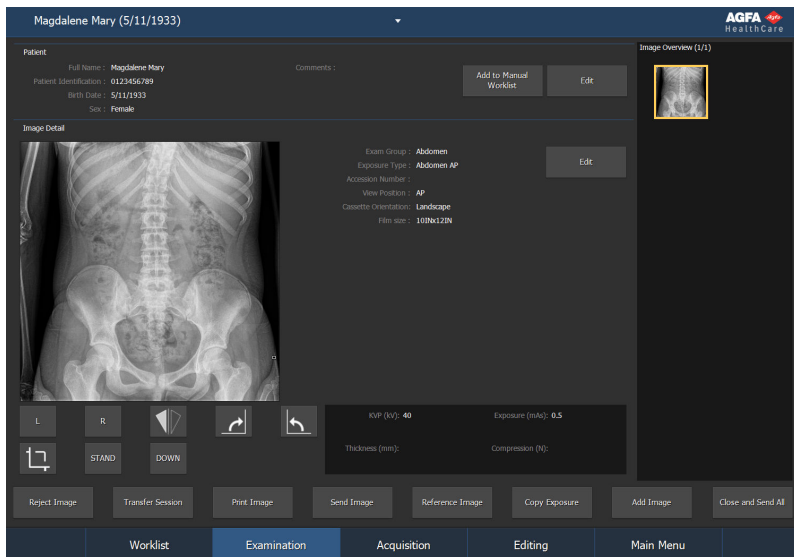 Magdalene Mary (5/11/1933)
AGFA
HealthCare
Patient
Full Name : Magdalene Mary
Comments :
Patient Identification : 0123456789
Birth Date : 5/11/1933
Sex : Female
Add to Manual
Worklist
Edit
Image Overview (1/1)
Image Detail
Exam Group : Abdomen
Exposure Type : Abdomen AP
Accession Number :
View Position : AP
Cassette Orientation: Landscape
Film size : 10INx12IN
Edit
L
R
STAND
DOWN
KVP (kV): 40
Exposure (mAs): 0.5
Thickness (mm):
Compression (N):
Reject Image
Transfer Session
Print Image
Send Image
Reference Image
Copy Exposure
Add Image
Close and Send All
Worklist
Examination
Acquisition
Editing
Main Menu